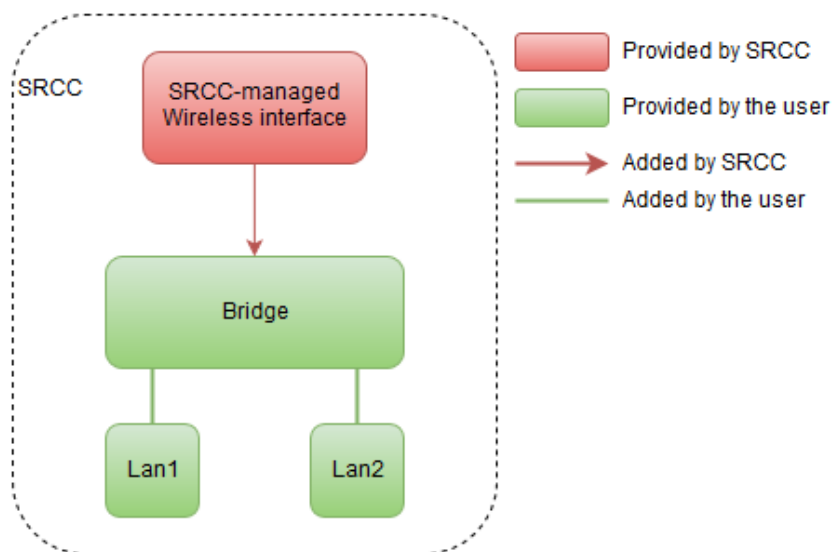 SRCC
SRCC-managed
Wireless interface
Bridge
Lan1
Lan2
Provided by SRCC
Provided by the user
Added by SRCC
Added by the user